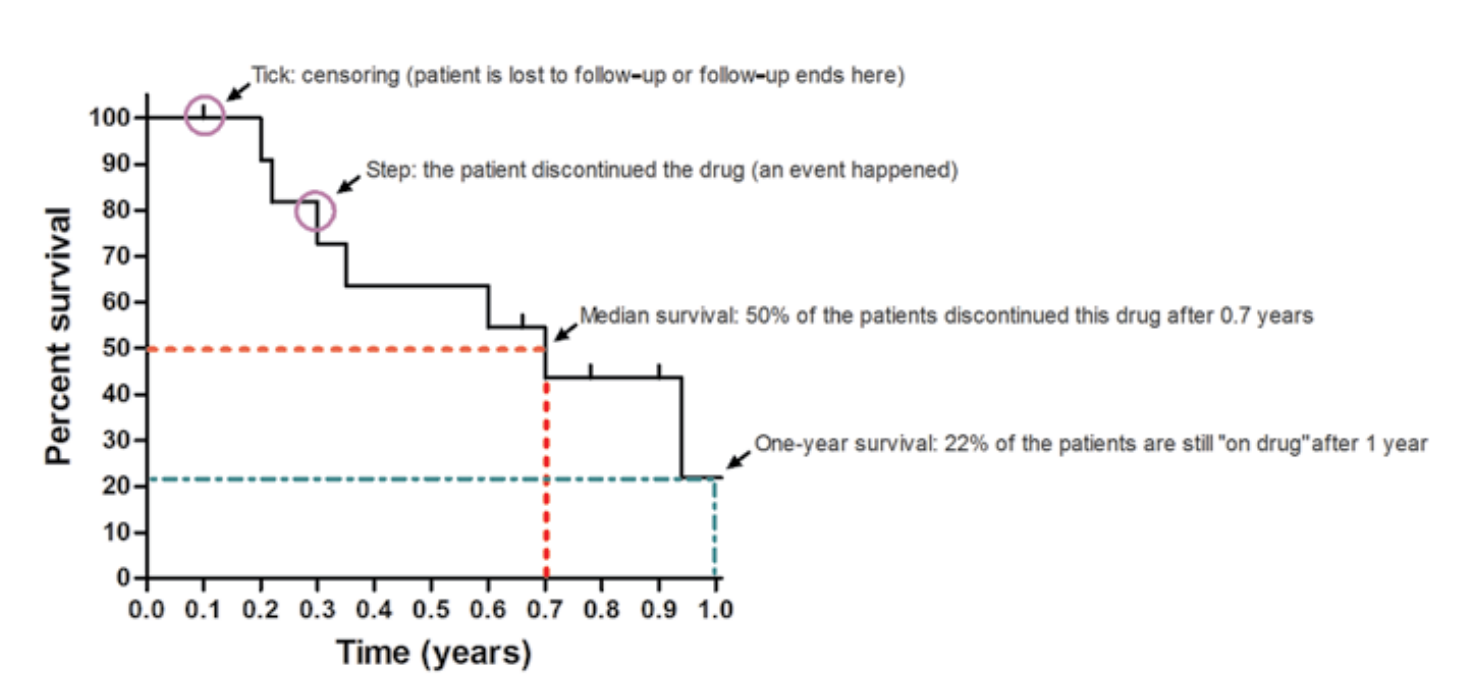 Tick: censoring (patient is lost to follow-up or follow-up ends here)
100
90
Step: the patient discontinued the drug (an event happened)
80
70
60
Median survival: 50% of the patients discontinued this drug after 0.7 years
50
40
30
One-year survival: 22% of the patients are still "on drug"after 1 year
20
10
0
Percent survival
0.0 0.1 0.2 0.3 0.4 0.5 0.6 0.7 0.8 0.9 1.0
Time (years)